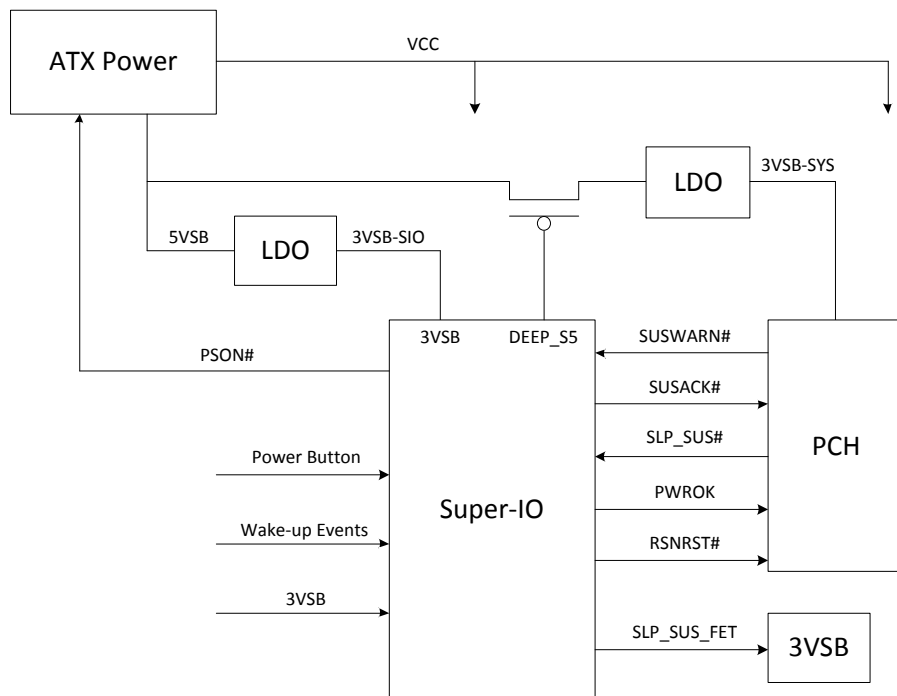 VCC
ATX Power
LDO
3VSB-SYS
5VSB
LDO
3VSB-SIO
3VSB
DEEP_S5
PSON#
SUSWARN#
SUSACK#
SLP_SUS#
PCH
Power Button
PWROK
Super-IO
Wake-up Events
RSNRST#
3VSB
SLP_SUS_FET
3VSB